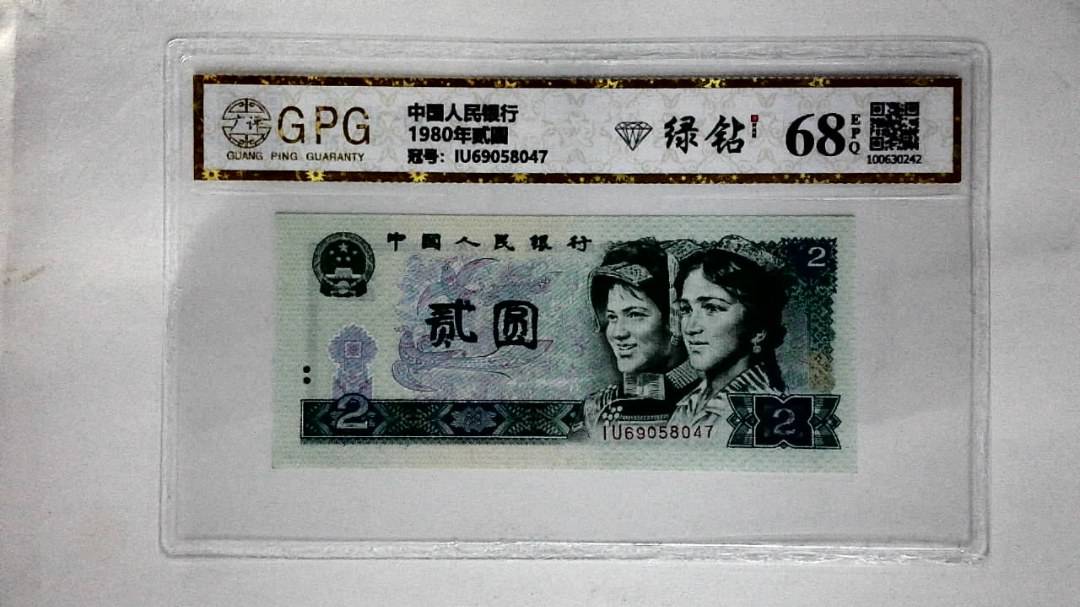 GPG
GUANG PING GUARANTY
中国人民银行
1980年贰圆
冠号：IU69058047
绿钻
68
EPQ
100630242
中國人民银行
2
贰圆
2
IU69058047
2